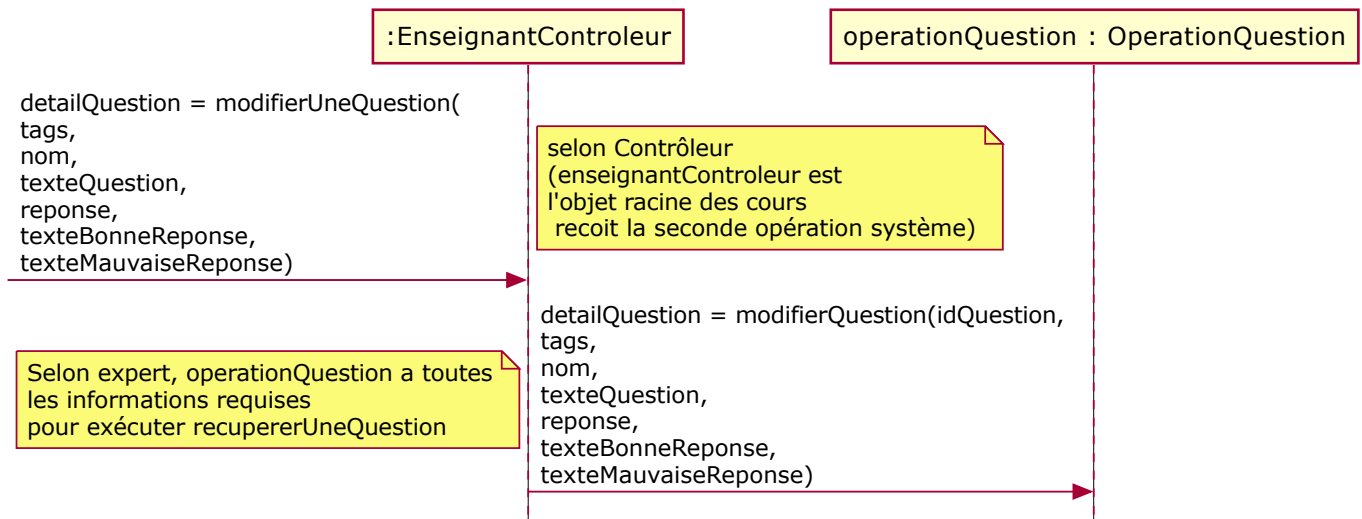 :EnseignantControleur
operationQuestion : OperationQuestion
detailQuestion = modifierUneQuestion(
tags,
nom,
texteQuestion,
reponse,
texteBonneReponse,
texteMauvaiseReponse)
selon Contrôleur
(enseignantControleur est
l'objet racine des cours
recoit la seconde opération système)
detailQuestion = modifierQuestion(idQuestion,
tags,
nom,
texteQuestion,
reponse,
texteBonneReponse,
texteMauvaiseReponse)
Selon expert, operationQuestion a toutes
les informations requises
pour exécuter recupererUneQuestion